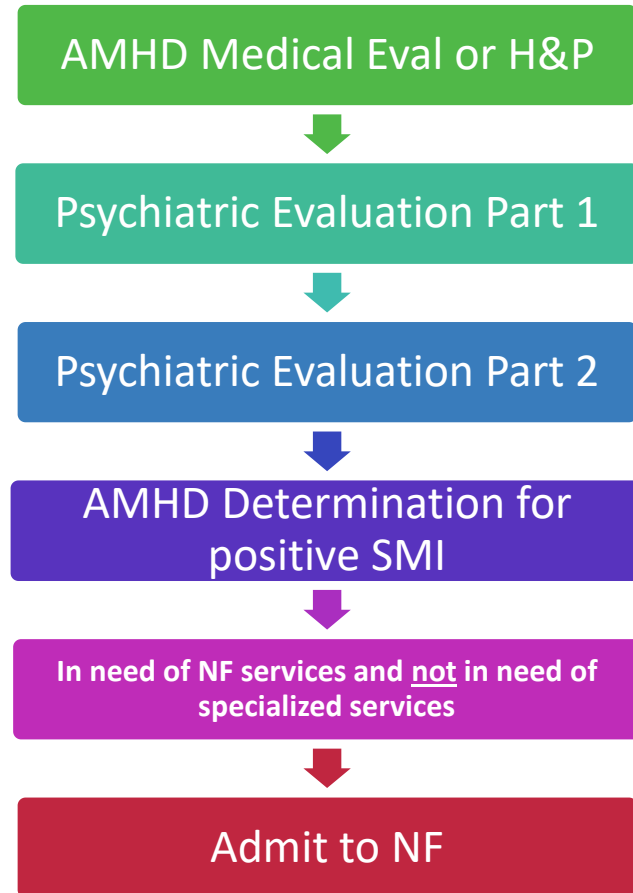 AMHD Medical Eval or H&P
Psychiatric Evaluation Part 1
Psychiatric Evaluation Part 2
AMHD Determination for
positive SMI
In need of NF services and not in need of
specialized services
Admit to NF